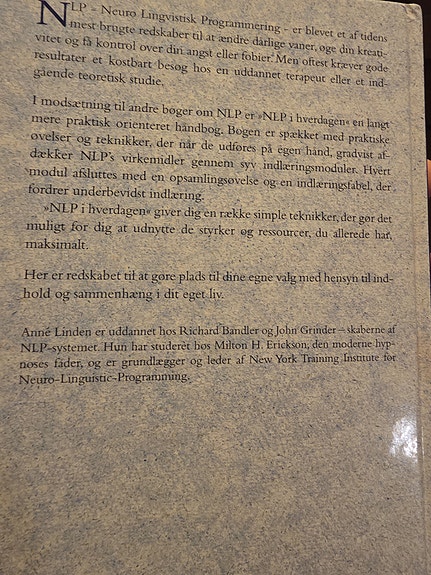 NLP – Neuro Lingvistisk Programmering – er blevet et af tidens
mest brugte redskaber til at ændre dårlige vaner, øge din kreati-
vitet og få kontrol over din angst eller fobier. Men oftest kræver gode
resultater et kostbart besøg hos en uddannet terapeut eller et ind-
gående teoretisk studie.
I modsætning til andre bøger om NLP er »NLP i hverdagen« en langt
mere praktisk orienteret håndbog. Bogen er spækket med praktiske
øvelser og teknikker, der når de udføres på egen hånd, gradvist af-
dækker NLP's virkemidler gennem syv indlæringsmoduler. Hvert
modul afsluttes med en opsamlingsøvelse og en indlæringsfabel, der
fordrer underbevidst indlæring.
»NLP i hverdagen« giver dig en række simple teknikker, der gør det
muligt for dig at udnytte de styrker og ressourcer, du allerede har,
maksimalt.
Her er redskabet til at gøre plads til dine egne valg med hensyn til ind-
hold og sammenhæng i dit eget liv.
Anné Linden er uddannet hos Richard Bandler og John Grinder – skaberne af
NLP-systemet. Hun har studeret hos Milton H. Erickson, den moderne hyp-
noses fader, og er grundlægger og leder af New York Training Institute for
Neuro-Linguistic-Programming.